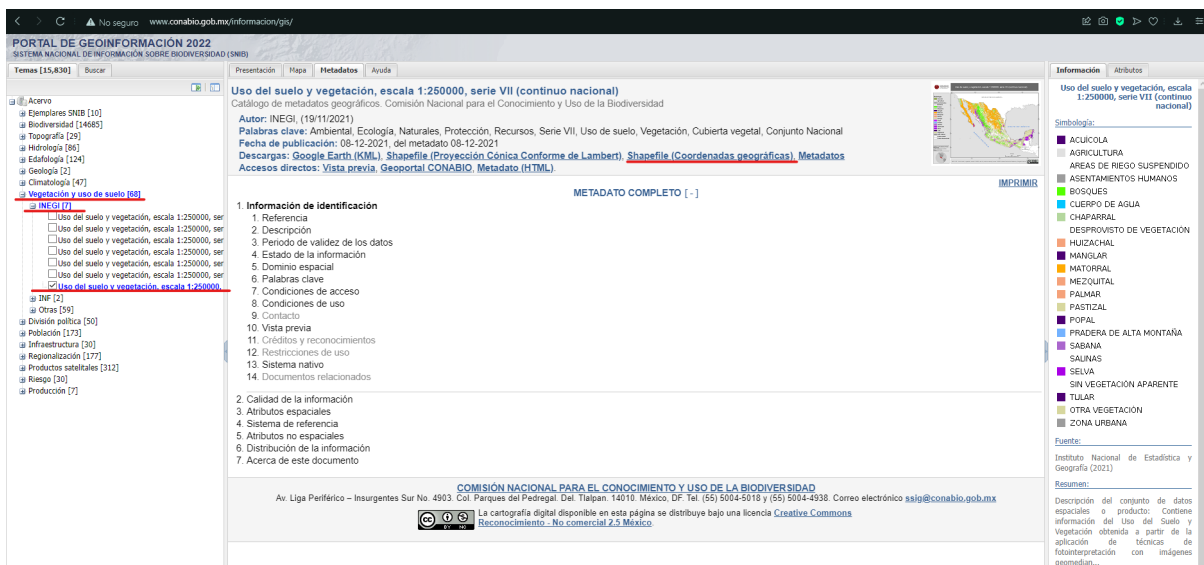 No seguro www.conabio.gob.mx/informacion/gis/
PORTAL DE GEOINFORMACIÓN 2022
SISTEMA NACIONAL DE INFORMACIÓN SOBRE BIODIVERSIDAD (SNIB)
Temas [15,830] Buscar
Acervo
Ejemplares SNIB [10]
Biodiversidad [14685]
Topografía [29]
Hidrología [86]
Edafología [124]
Geología [2]
Climatología [47]
Vegetación y uso de suelo [68]
INEGI [7]
Uso del suelo y vegetación, escala 1:250000, ser
Uso del suelo y vegetación, escala 1:250000, ser
Uso del suelo y vegetación, escala 1:250000, ser
Uso del suelo y vegetación, escala 1:250000, ser
Uso del suelo y vegetación, escala 1:250000, ser
Uso del suelo y vegetación, escala 1:250000, ser
Uso del suelo y vegetación, escala 1:250000,
INF [2]
Otras [59]
División política [50]
Población [173]
Infraestructura [30]
Regionalización [177]
Productos satelitales [312]
Riesgo [30]
Producción [7]
Presentación Mapa Metadatos Ayuda
Uso del suelo y vegetación, escala 1:250000, serie VII (continuo nacional)
Catálogo de metadatos geográficos. Comisión Nacional para el Conocimiento y Uso de la Biodiversidad
Autor: INEGI, (19/11/2021)
Palabras clave: Ambiental, Ecología, Naturales, Protección, Recursos, Serie VII, Uso de suelo, Vegetación, Cubierta vegetal, Conjunto Nacional
Fecha de publicación: 08-12-2021, del metadato 08-12-2021
Descargas: Google Earth (KML), Shapefile (Proyección Cónica Conforme de Lambert), Shapefile (Coordenadas geográficas), Metadatos
Accesos directos: Vista previa, Geoportal CONABIO, Metadato (HTML).
IMPRIMIR
METADATO COMPLETO [ - ]
1. Información de identificación
1. Referencia
2. Descripción
3. Periodo de validez de los datos
4. Estado de la información
5. Dominio espacial
6. Palabras clave
7. Condiciones de acceso
8. Condiciones de uso
9. Contacto
10. Vista previa
11. Créditos y reconocimientos
12. Restricciones de uso
13. Sistema nativo
14. Documentos relacionados
2. Calidad de la información
3. Atributos espaciales
4. Sistema de referencia
5. Atributos no espaciales
6. Distribución de la información
7. Acerca de este documento
COMISIÓN NACIONAL PARA EL CONOCIMIENTO Y USO DE LA BIODIVERSIDAD
Av. Liga Periférico – Insurgentes Sur No. 4903. Col. Parques del Pedregal. Del. Tlalpan. 14010. México, DF. Tel. (55) 5004-5018 y (55) 5004-4938. Correo electrónico ssig@conabio.gob.mx
cc BY NC
La cartografía digital disponible en esta página se distribuye bajo una licencia Creative Commons
Reconocimiento - No comercial 2.5 México.
Información Atributos
Uso del suelo y vegetación, escala
1:250000, serie VII (continuo
nacional)
Simbología:
ACUÍCOLA
AGRICULTURA
AREAS DE RIEGO SUSPENDIDO
ASENTAMIENTOS HUMANOS
BOSQUES
CUERPO DE AGUA
CHAPARRAL
DESPROVISTO DE VEGETACIÓN
HUIZACHAL
MANGLAR
MATORRAL
MEZQUITAL
PALMAR
PASTIZAL
POPAL
PRADERA DE ALTA MONTAÑA
SABANA
SALINAS
SELVA
SIN VEGETACIÓN APARENTE
TULAR
OTRA VEGETACIÓN
ZONA URBANA
Fuente:
Instituto Nacional de Estadística y
Geografía (2021)
Resumen:
Descripción del conjunto de datos
espaciales o producto: Contiene
información del Uso del Suelo y
Vegetación obtenida a partir de la
aplicación de técnicas de
fotointerpretación con imágenes
geomedian...